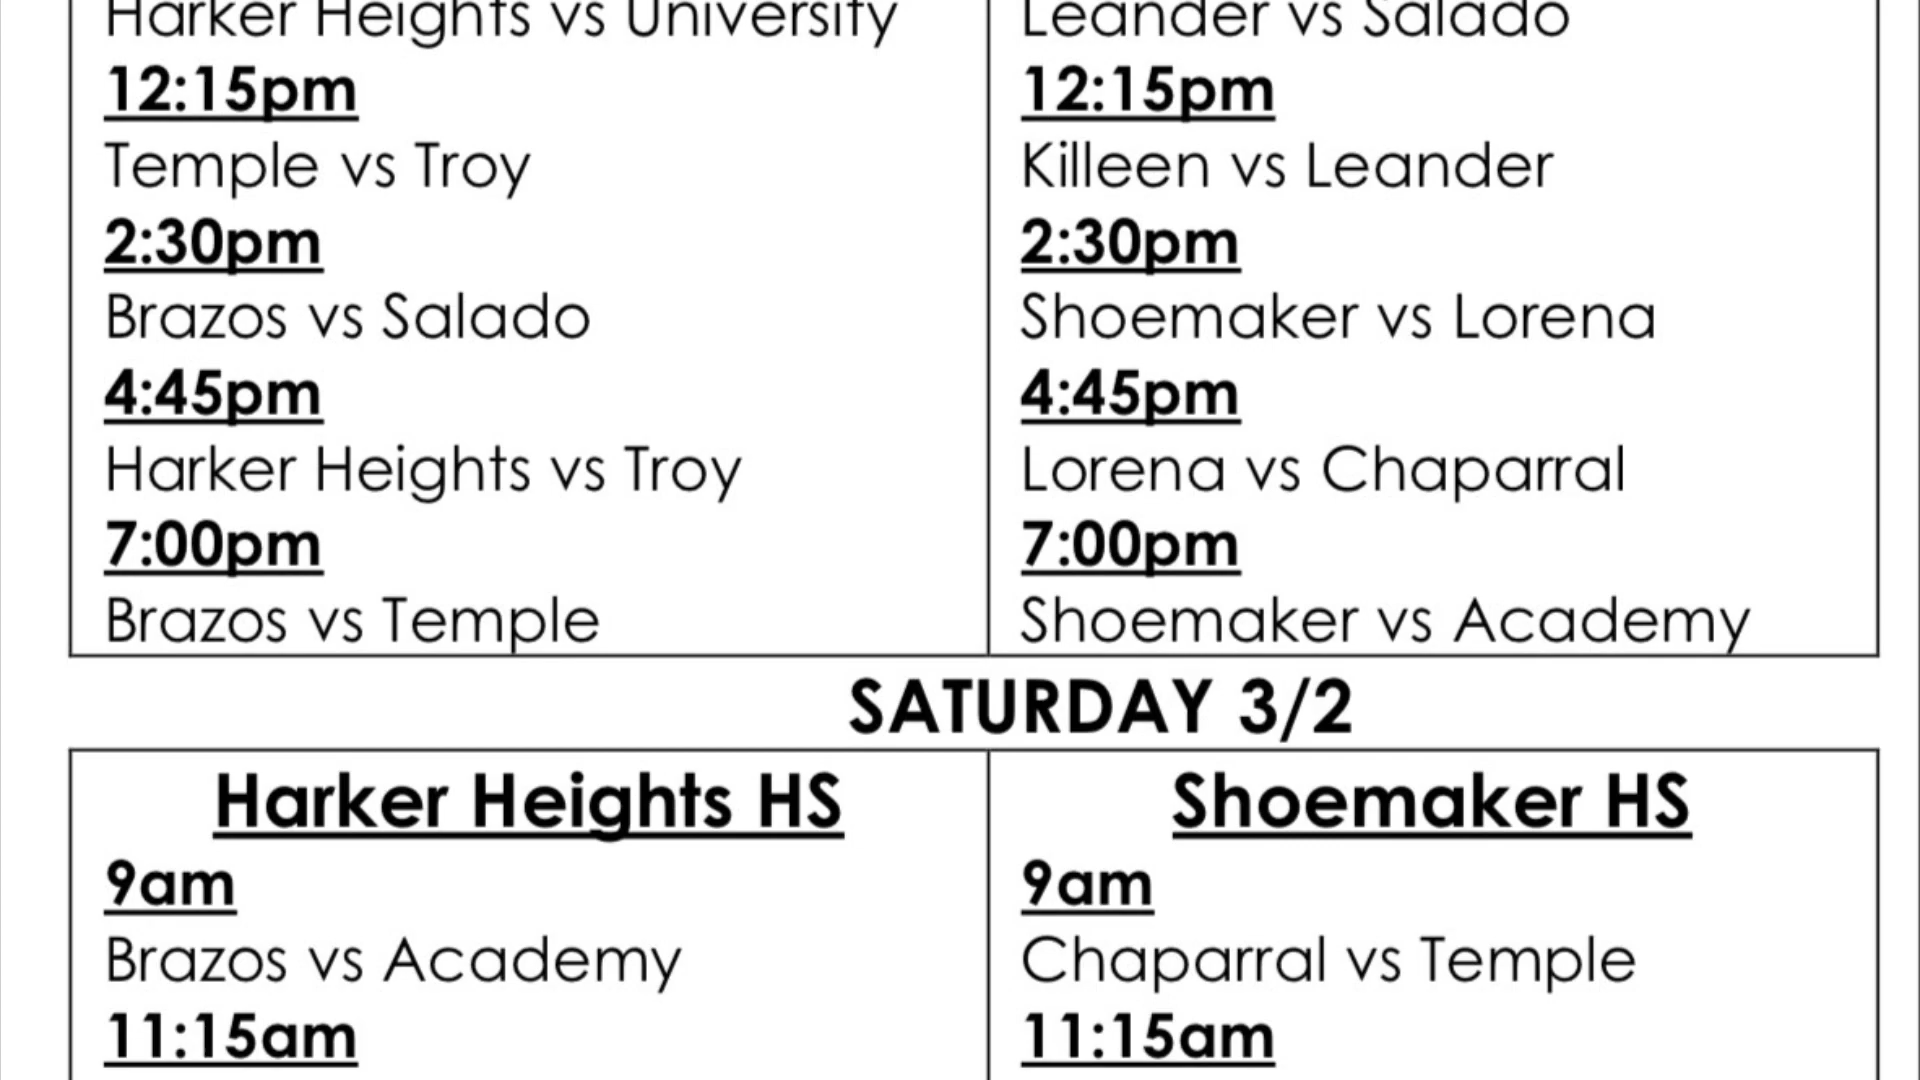 Harker Heights vs University
12:15pm
Temple vs Troy
2:30pm
Brazos vs Salado
4:45pm
Harker Heights vs Troy
7:00pm
Brazos vs Temple
Leander vs Salado
12:15pm
Killeen vs Leander
2:30pm
Shoemaker vs Lorena
4:45pm
Lorena vs Chaparral
7:00pm
Shoemaker vs Academy
SATURDAY 3/2
Harker Heights HS
9am
Brazos vs Academy
11:15am
Shoemaker HS
9am
Chaparral vs Temple
11:15am